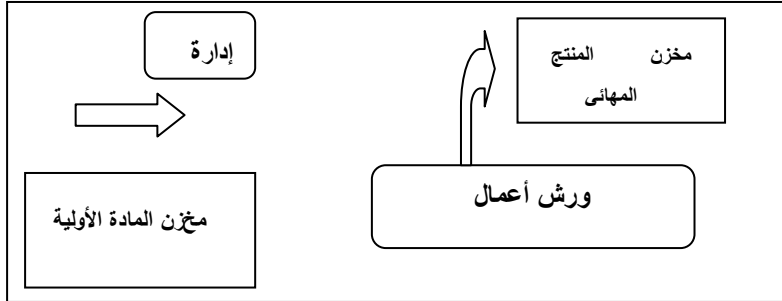 إدارة
مخزن المنتج
المهائى
ورش أعمال
مخزن المادة الأولية